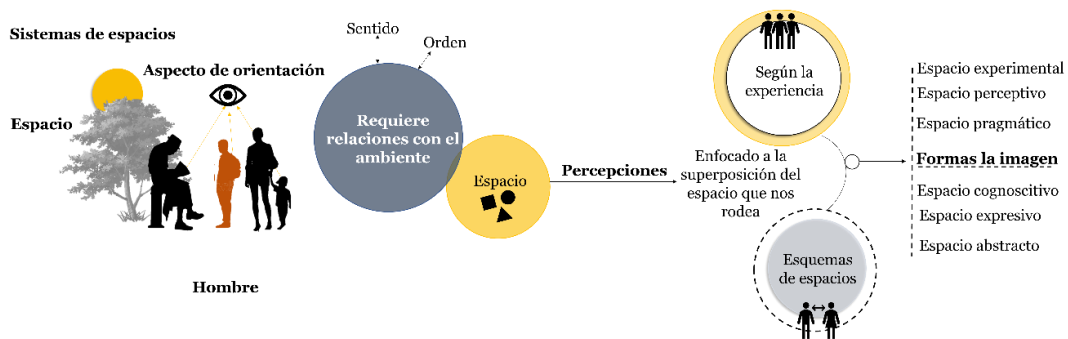 Sistemas de espacios
Aspecto de orientación
Espacio
Hombre
Sentido
Orden
Requiere
relaciones con el
ambiente
Espacio
Percepciones
Enfocado a la
superposición del
espacio que nos
rodea
Según la
experiencia
Esquemas
de espacios
Espacio experimental
Espacio perceptivo
Espacio pragmático
Formas la imagen
Espacio cognoscitivo
Espacio expresivo
Espacio abstracto